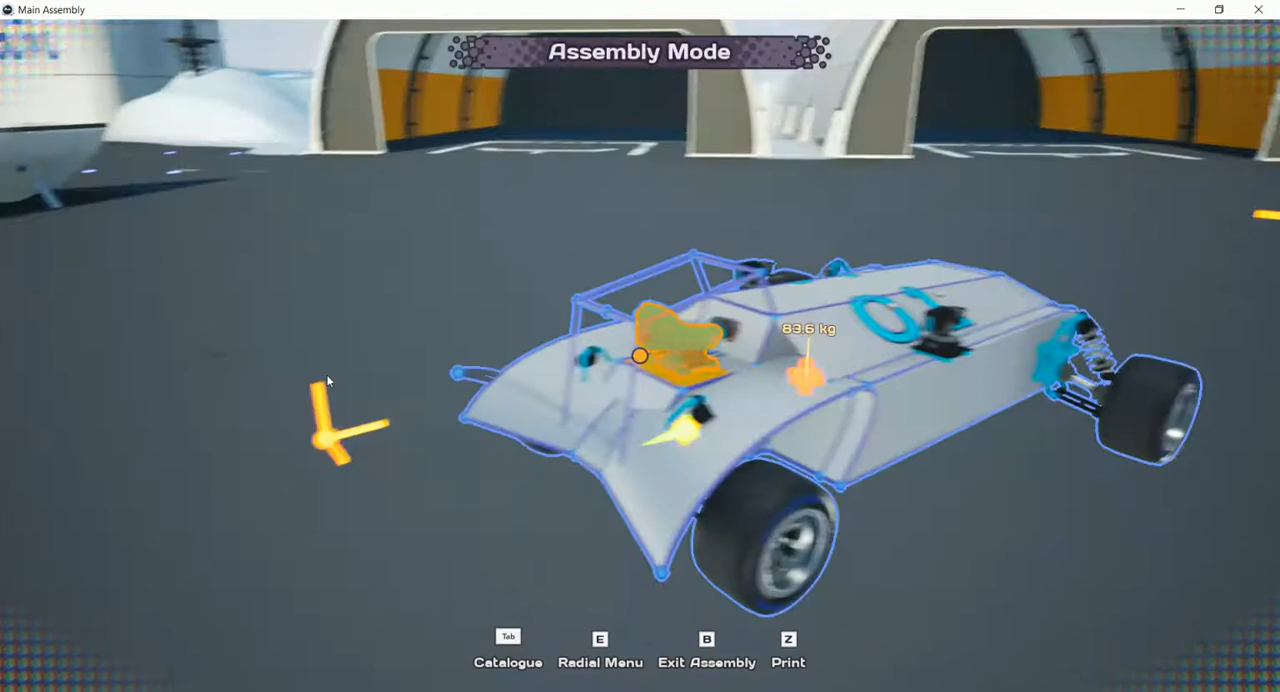 Main Assembly
Assembly Mode
83.6 kg
Tab E B Z
Catalogue Radial Menu Exit Assembly Print